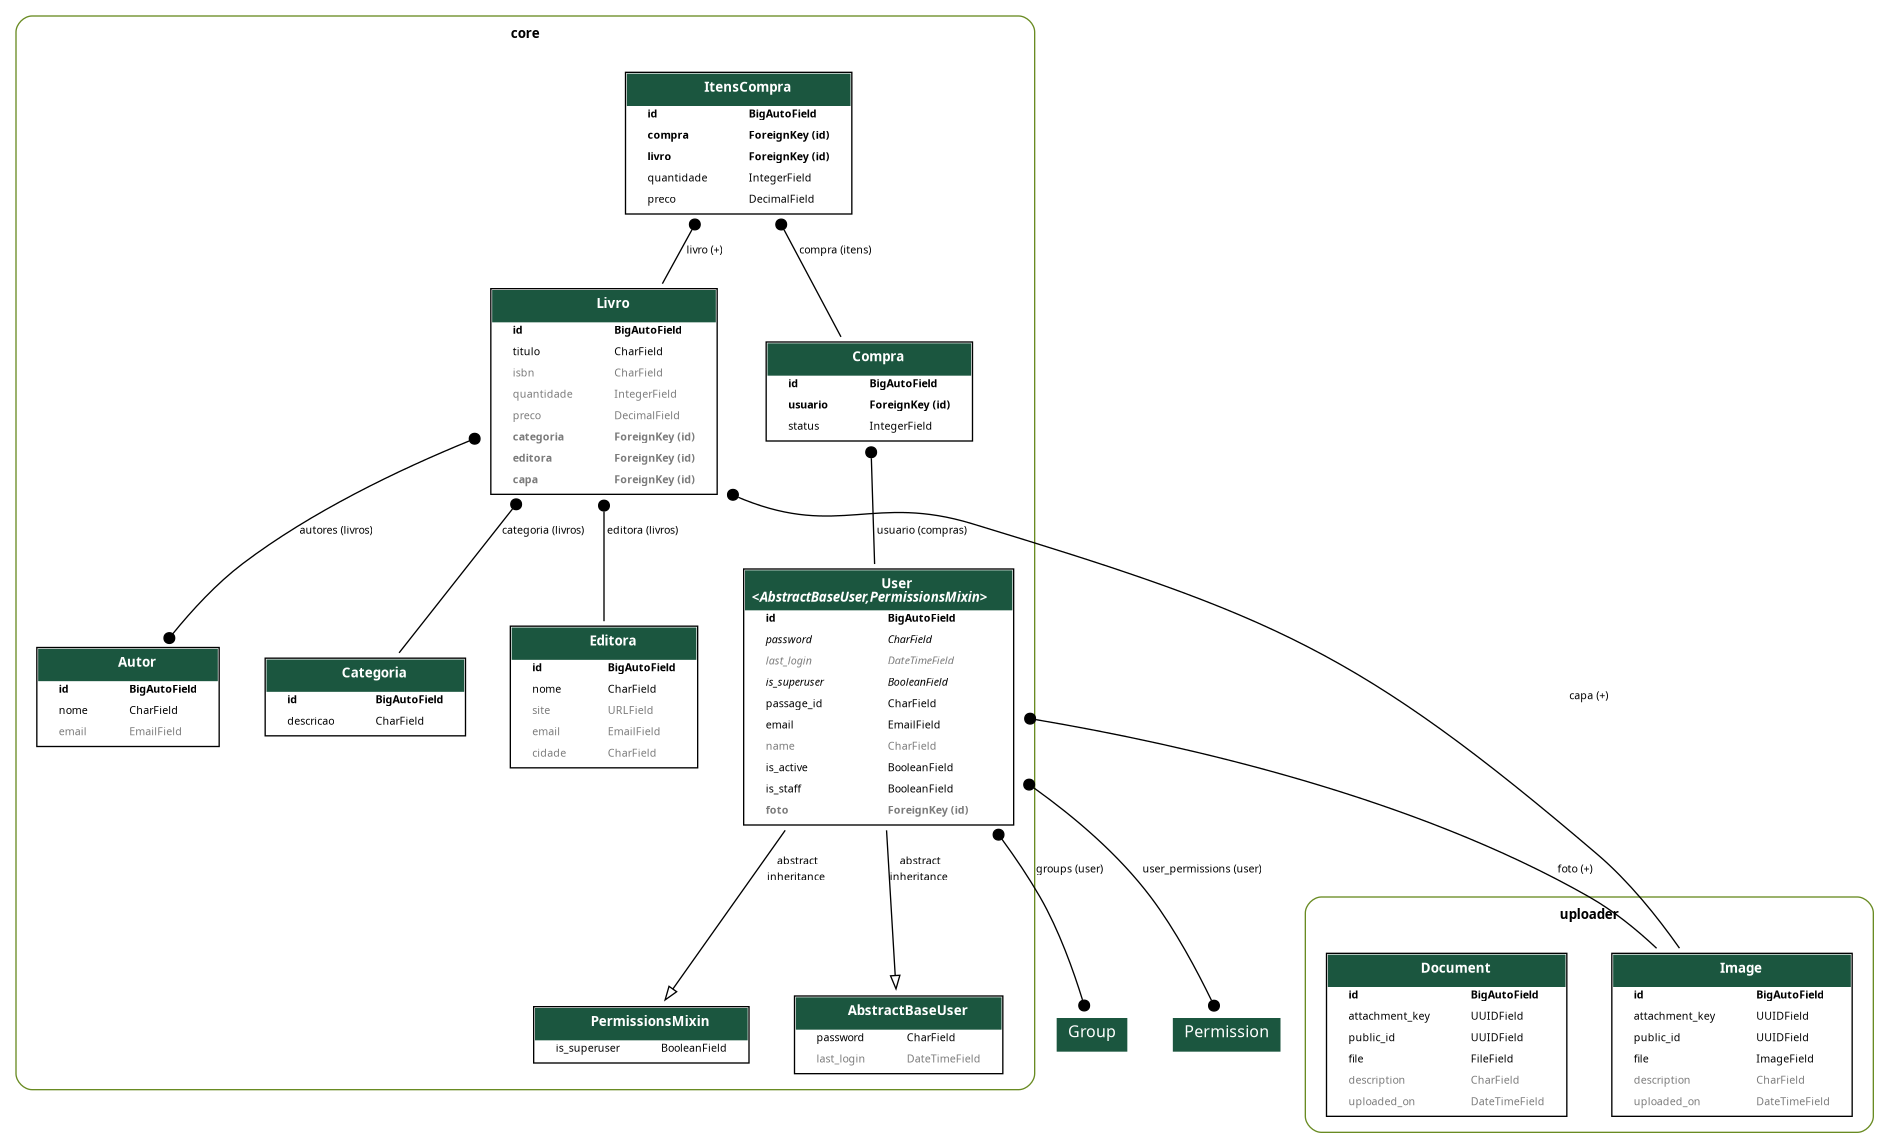 core
ItensCompra
id BigAutoField
compra ForeignKey (id)
livro ForeignKey (id)
quantidade IntegerField
preco DecimalField
livro (+)
compra (itens)
Livro
id BigAutoField
titulo CharField
isbn CharField
quantidade IntegerField
preco DecimalField
categoria ForeignKey (id)
editora ForeignKey (id)
capa ForeignKey (id)
Compra
id BigAutoField
usuario ForeignKey (id)
status IntegerField
autores (livros)
categoria (livros)
editora (livros)
usuario (compras)
Autor
id BigAutoField
nome CharField
email EmailField
Categoria
id BigAutoField
descricao CharField
Editora
id BigAutoField
nome CharField
site URLField
email EmailField
cidade CharField
User
<AbstractBaseUser,PermissionsMixin>
id BigAutoField
password CharField
last_login DateTimeField
is_superuser BooleanField
passage_id CharField
email EmailField
name CharField
is_active BooleanField
is_staff BooleanField
foto ForeignKey (id)
capa (+)
abstract
inheritance
abstract
inheritance
groups (user)
user_permissions (user)
foto (+)
PermissionsMixin
is_superuser BooleanField
AbstractBaseUser
password CharField
last_login DateTimeField
Group
Permission
uploader
Document
id BigAutoField
attachment_key UUIDField
public_id UUIDField
file FileField
description CharField
uploaded_on DateTimeField
Image
id BigAutoField
attachment_key UUIDField
public_id UUIDField
file ImageField
description CharField
uploaded_on DateTimeField